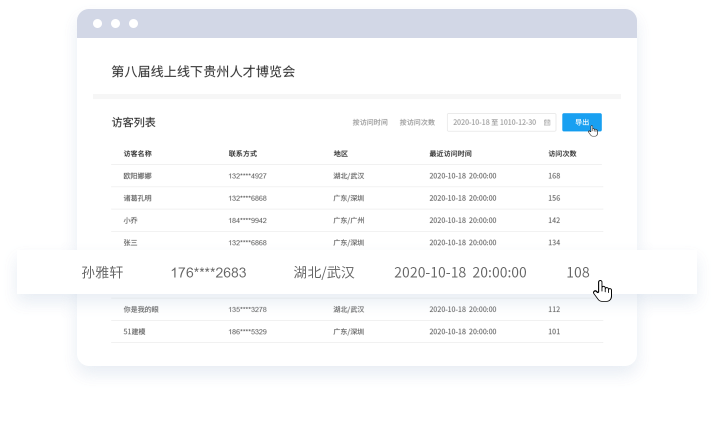 第八届线上线下贵州人才博览会
访客列表 按访问时间 按访问次数 2020-10-18 至 1010-12-30 导出
访客名称 联系方式 地区 最近访问时间 访问次数
欧阳娜娜 132****4927 湖北/武汉 2020-10-18 20:00:00 168
诸葛孔明 132****6868 广东/深圳 2020-10-18 20:00:00 156
小乔 184****9942 广东/广州 2020-10-18 20:00:00 142
张三 132****6868 广东/深圳 2020-10-18 20:00:00 134
孙雅轩 176****2683 湖北/武汉 2020-10-18 20:00:00 108
你是我的眼 135****3278 湖北/武汉 2020-10-18 20:00:00 112
51建模 186****5329 广东/深圳 2020-10-18 20:00:00 101